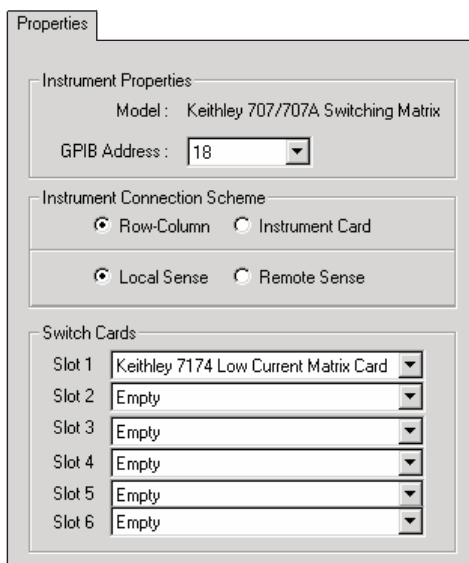 Properties
Instrument Properties
Model : Keithley 707/707A Switching Matrix
GPIB Address : 18
Instrument Connection Scheme
Row-Column Instrument Card
Local Sense Remote Sense
Switch Cards
Slot 1 Keithley 7174 Low Current Matrix Card
Slot 2 Empty
Slot 3 Empty
Slot 4 Empty
Slot 5 Empty
Slot 6 Empty